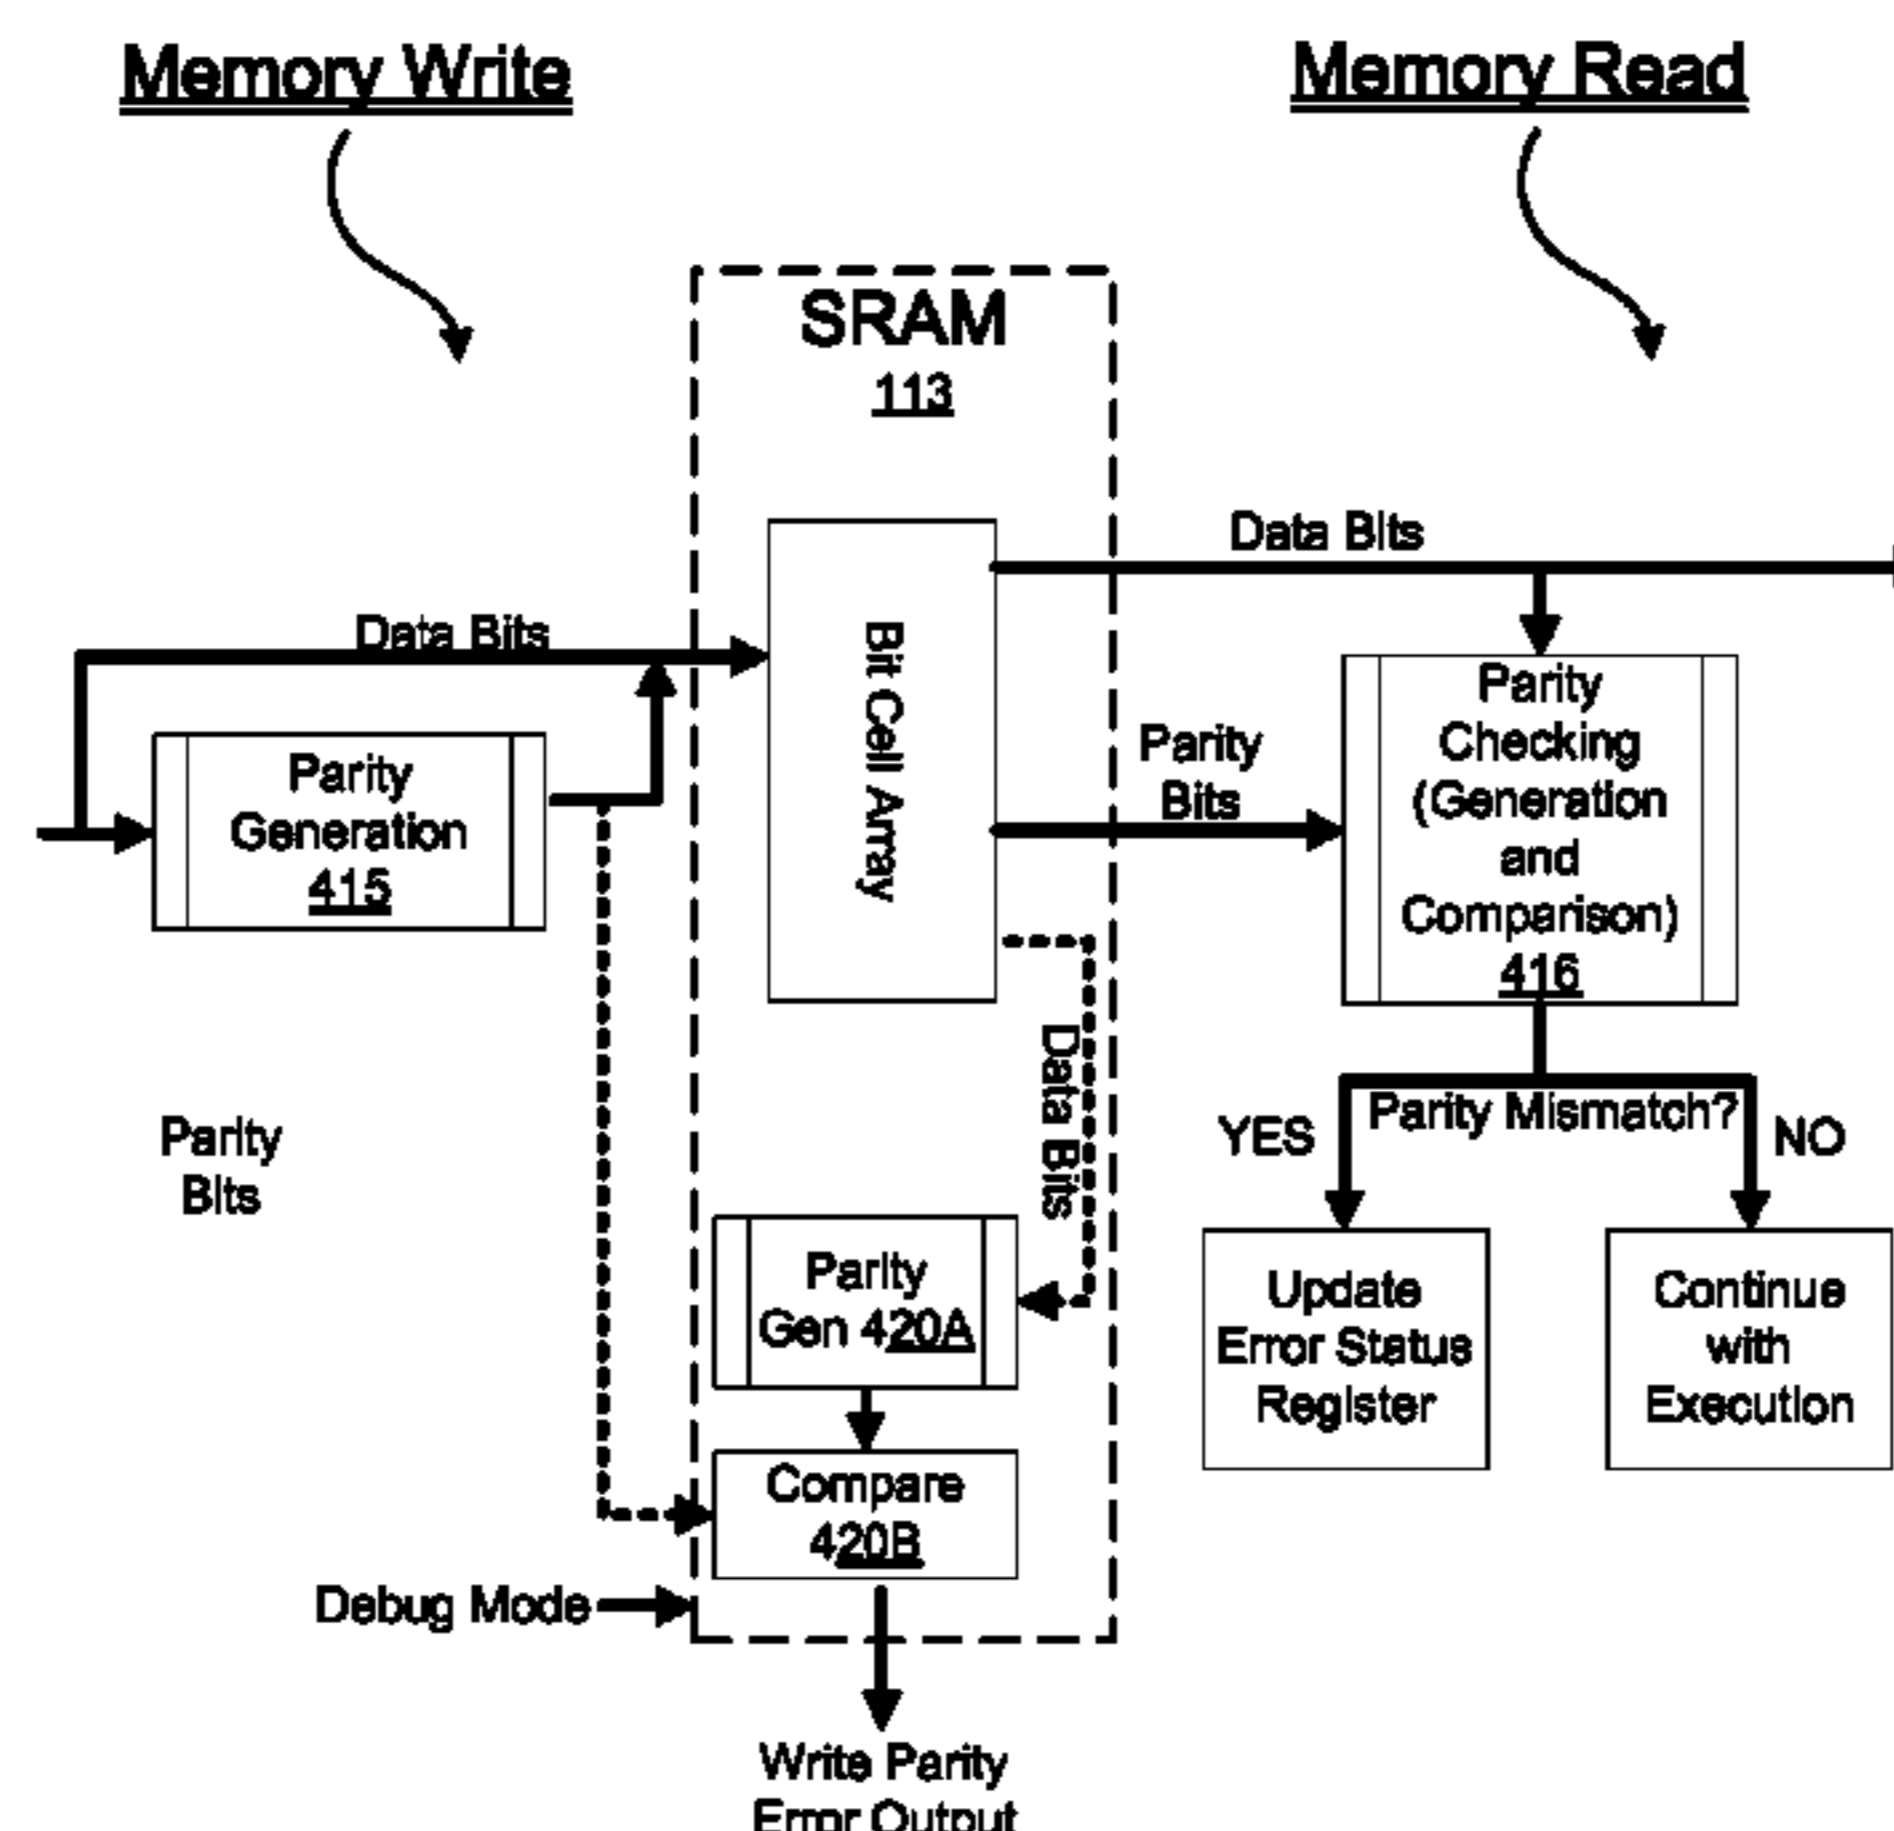 Memory Write
Memory Read
SRAM
113
Data Bits
Data Bits
Bit Cell Array
Parity
Generation
415
Parity
Bits
Parity
Checking
(Generation
and
Comparison)
416
Data Bits
Parity
Bits
Parity Mismatch?
YES
NO
Parity
Gen 420A
Update
Error Status
Register
Continue
with
Execution
Compare
420B
Debug Mode
Write Parity
Error Output